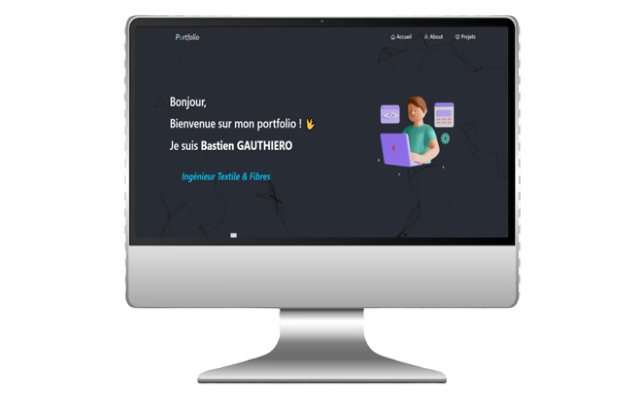 Portfolio
Accueil About Projets
Bonjour,
Bienvenue sur mon portfolio ! 🖖
Je suis Bastien GAUTHIERO
Ingénieur Textile & Fibres